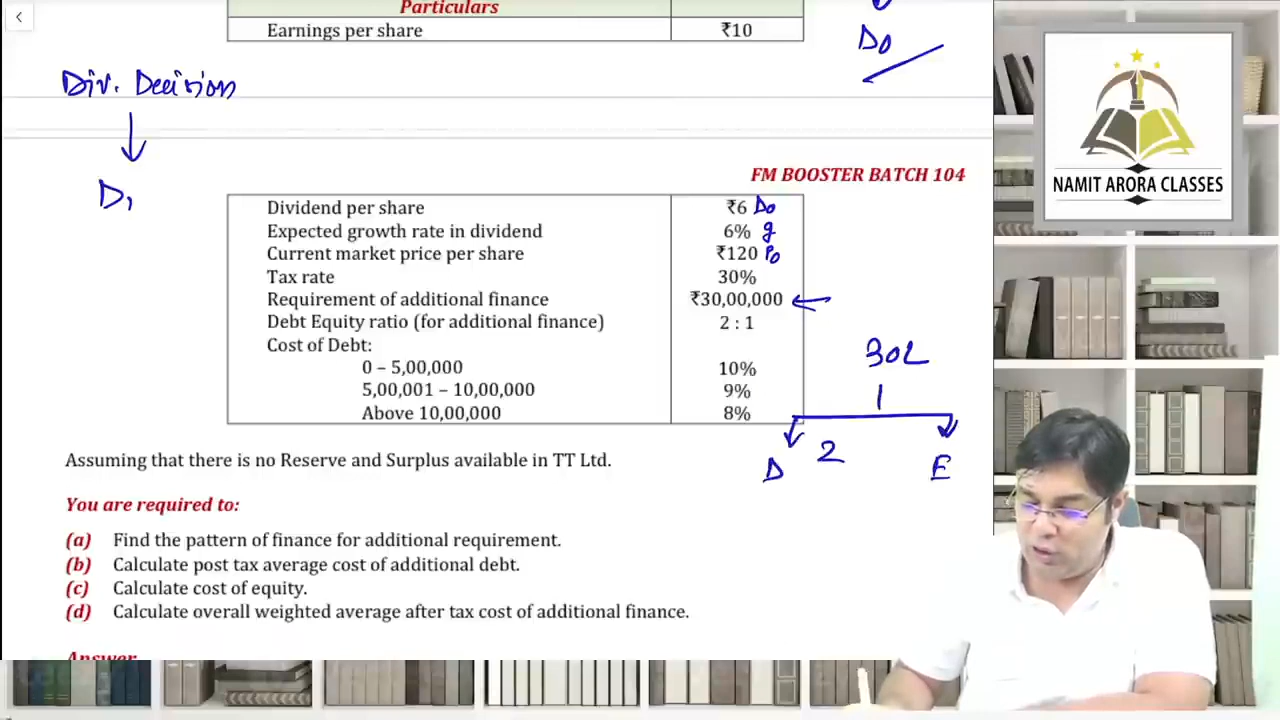 Particulars
Earnings per share ₹10
D₀
Div. Decision
D₁
NAMIT ARORA CLASSES
FM BOOSTER BATCH 104
Dividend per share ₹6 D₀
Expected growth rate in dividend 6% g
Current market price per share ₹120 P₀
Tax rate 30%
Requirement of additional finance ₹30,00,000
Debt Equity ratio (for additional finance) 2 : 1
Cost of Debt:
0 – 5,00,000 10%
5,00,001 – 10,00,000 9%
Above 10,00,000 8%
30L
D 2 E
Assuming that there is no Reserve and Surplus available in TT Ltd.
You are required to:
(a) Find the pattern of finance for additional requirement.
(b) Calculate post tax average cost of additional debt.
(c) Calculate cost of equity.
(d) Calculate overall weighted average after tax cost of additional finance.
Answer